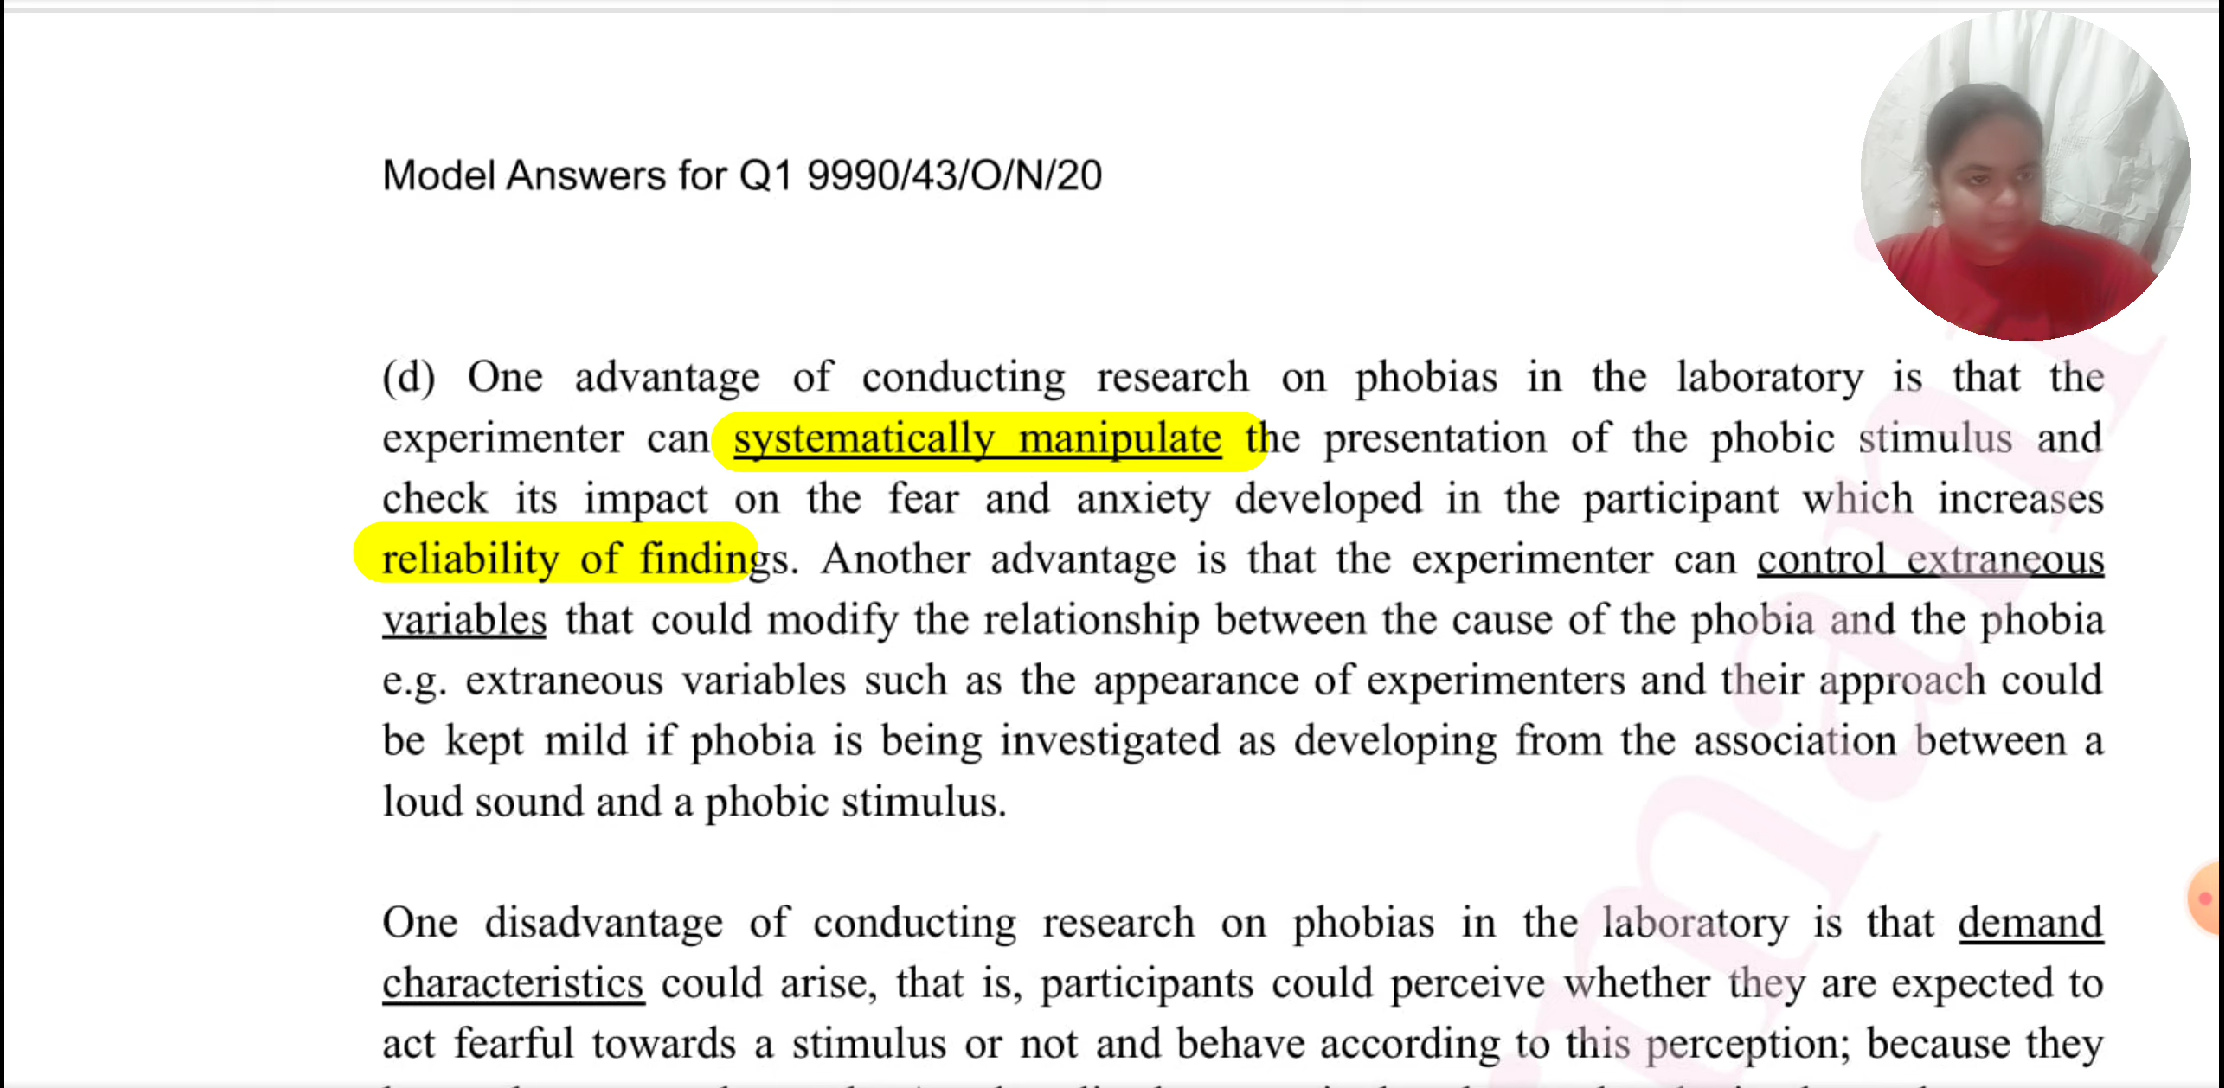 Model Answers for Q1 9990/43/O/N/20
(d) One advantage of conducting research on phobias in the laboratory is that the
experimenter can systematically manipulate the presentation of the phobic stimulus and
check its impact on the fear and anxiety developed in the participant which increases
reliability of findings. Another advantage is that the experimenter can control extraneous
variables that could modify the relationship between the cause of the phobia and the phobia
e.g. extraneous variables such as the appearance of experimenters and their approach could
be kept mild if phobia is being investigated as developing from the association between a
loud sound and a phobic stimulus.
One disadvantage of conducting research on phobias in the laboratory is that demand
characteristics could arise, that is, participants could perceive whether they are expected to
act fearful towards a stimulus or not and behave according to this perception; because they